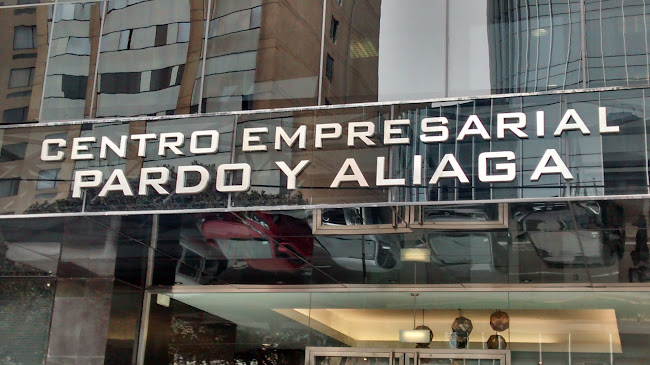 CENTRO EMPRESARIAL
PARDO Y ALIAGA